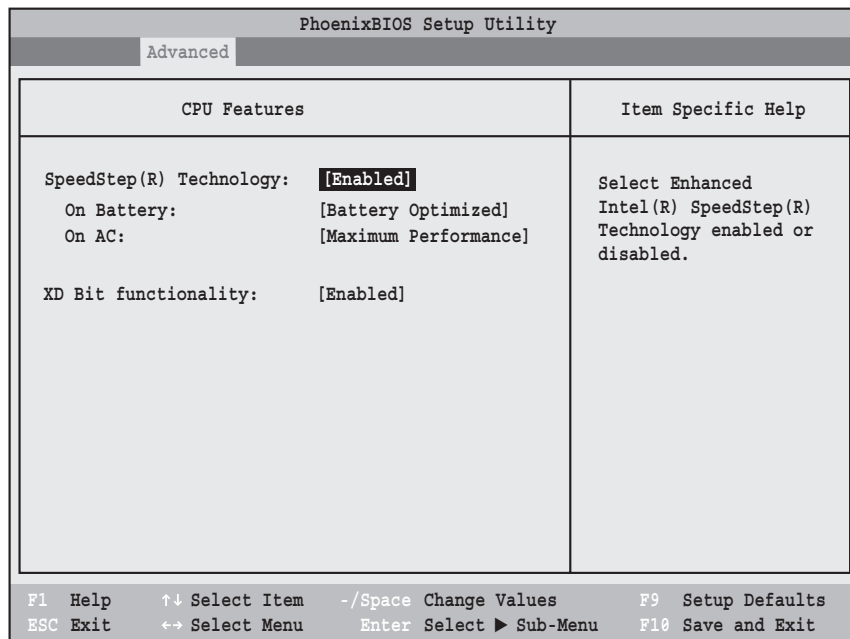 PhoenixBIOS Setup Utility
Advanced
CPU Features
Item Specific Help
SpeedStep(R) Technology: [Enabled]
On Battery: [Battery Optimized]
On AC: [Maximum Performance]
XD Bit functionality: [Enabled]
Select Enhanced
Intel(R) SpeedStep(R)
Technology enabled or
disabled.
F1 Help ↑↓ Select Item -/Space Change Values F9 Setup Defaults
ESC Exit ←→ Select Menu Enter Select ▶ Sub-Menu F10 Save and Exit